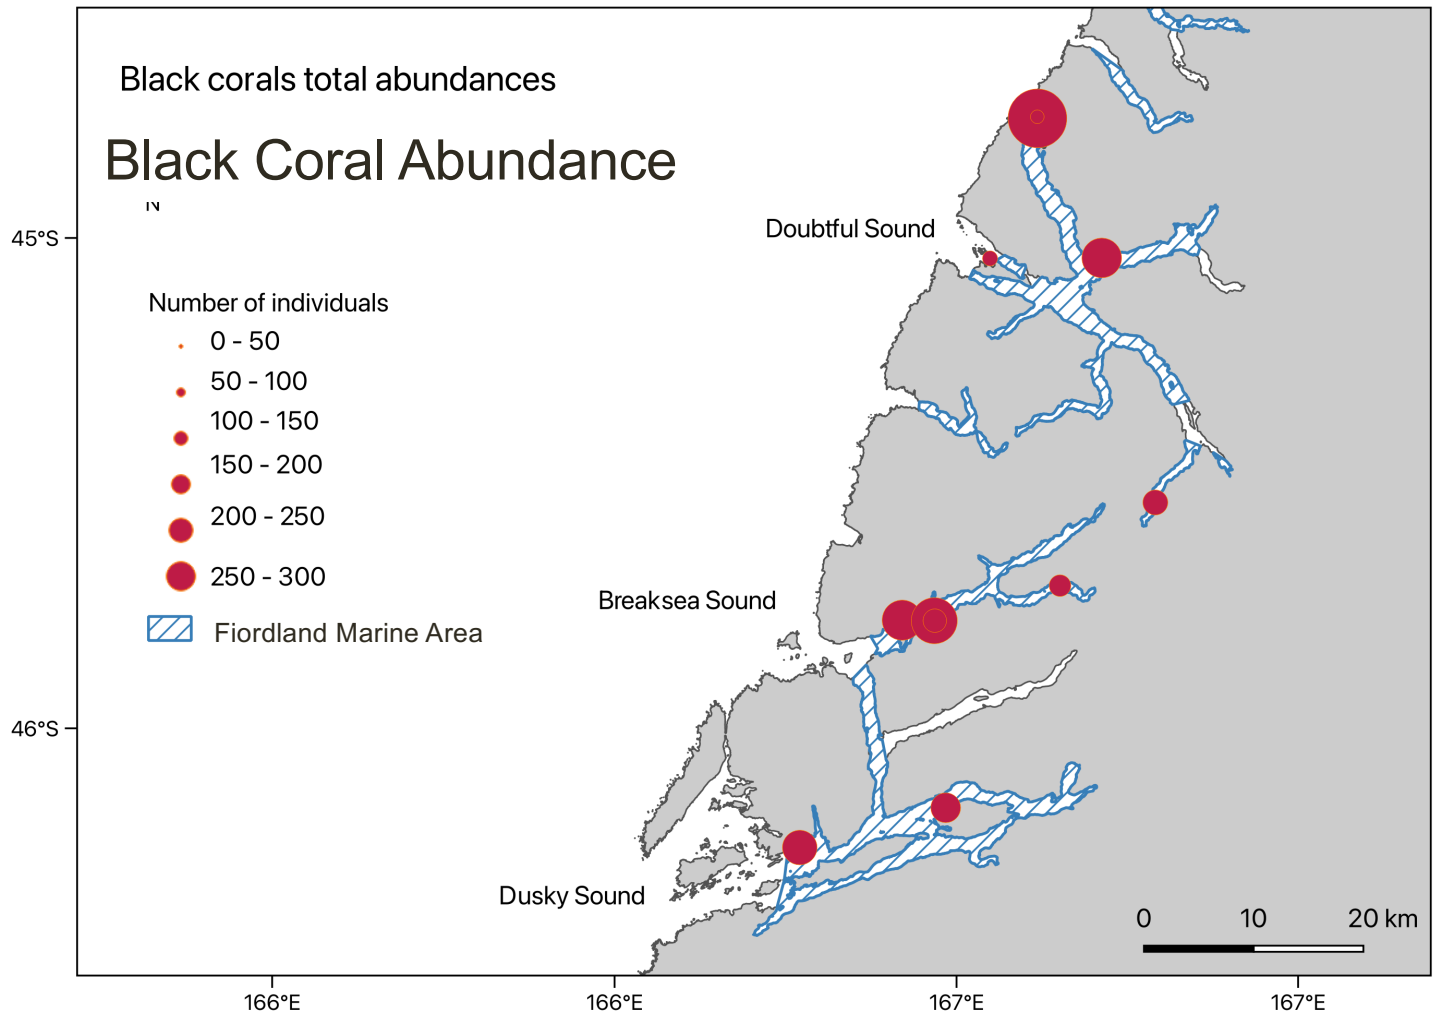 Black corals total abundances
Black Coral Abundance
N
45°S
Doubtful Sound
Number of individuals
0 - 50
50 - 100
100 - 150
150 - 200
200 - 250
250 - 300
Fiordland Marine Area
Breaksea Sound
46°S
Dusky Sound
0 10 20 km
166°E 166°E 167°E 167°E